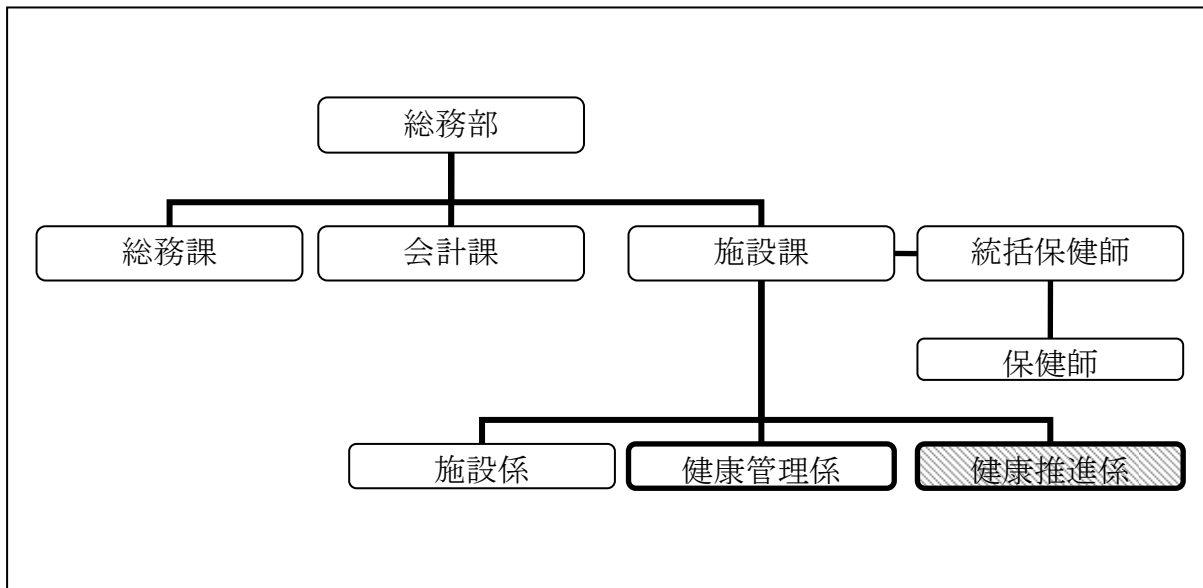 総務部
総務課
会計課
施設課
統括保健師
保健師
施設係
健康管理係
健康推進係